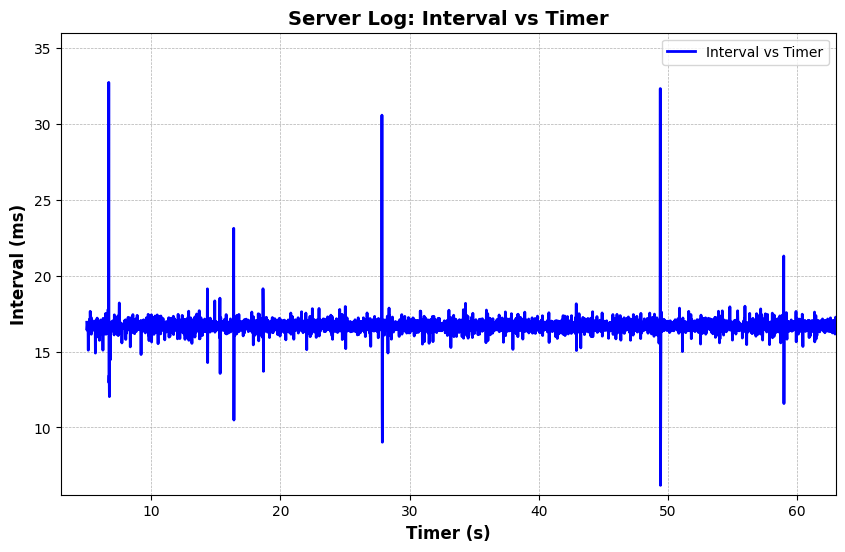 Server Log: Interval vs Timer
Interval vs Timer
35
30
25
20
15
10
Interval (ms)
10 20 30 40 50 60
Timer (s)